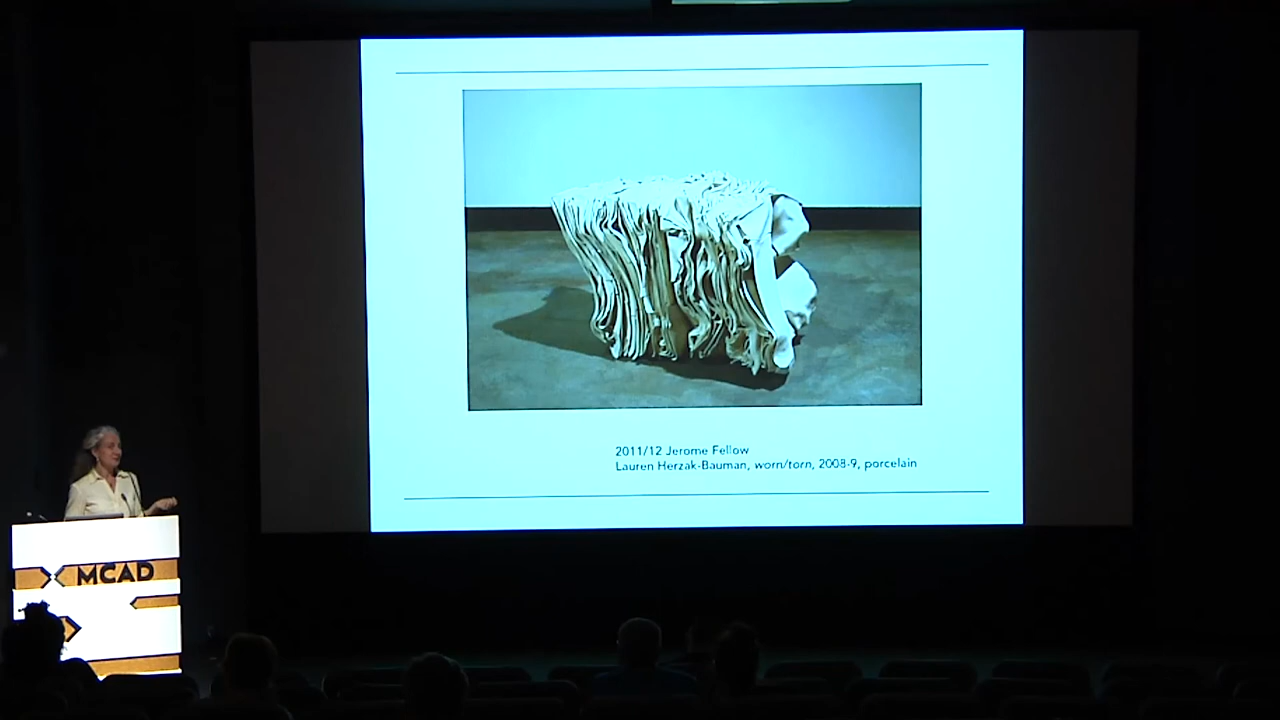 2011/12 Jerome Fellow
Lauren Herzak-Bauman, worn/torn, 2008-9, porcelain
MCAD